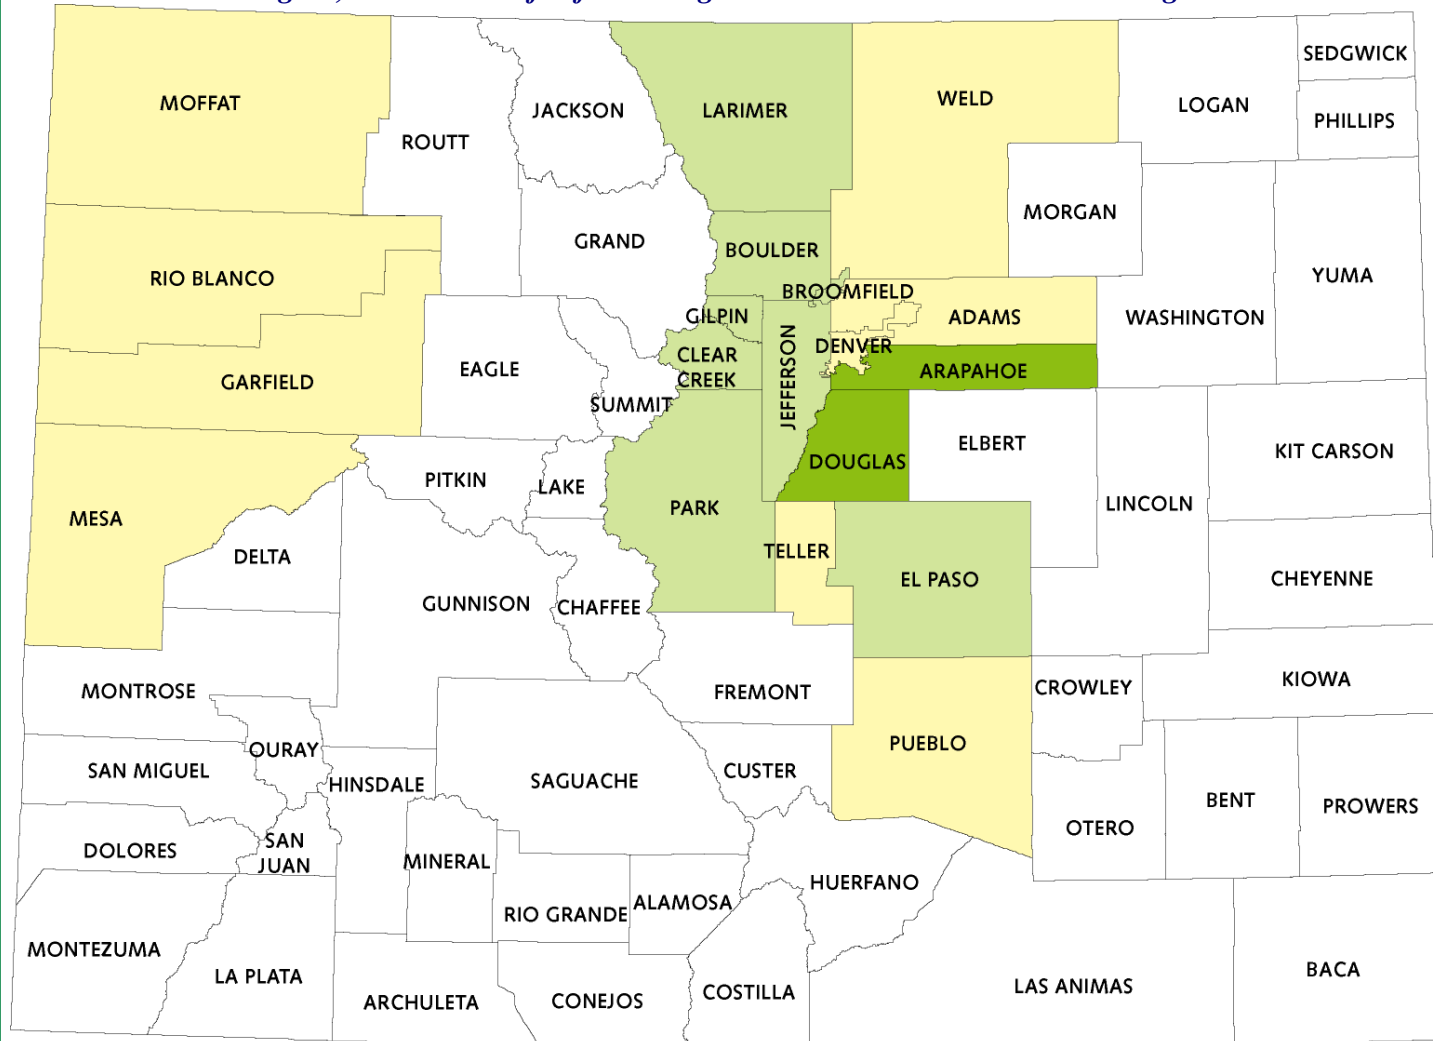 SEDGWICK
MOFFAT
WELD
LOGAN
JACKSON
LARIMER
PHILLIPS
ROUTT
MORGAN
GRAND
BOULDER
RIO BLANCO
YUMA
BROOMFIELD
GILPIN
ADAMS
WASHINGTON
DENVER
CLEAR
CREEK
JEFFERSON
EAGLE
ARAPAHOE
GARFIELD
SUMMIT
ELBERT
KIT CARSON
DOUGLAS
PITKIN
LAKE
LINCOLN
PARK
MESA
TELLER
DELTA
EL PASO
CHEYENNE
GUNNISON
CHAFFEE
KIOWA
CROWLEY
MONTROSE
FREMONT
PUEBLO
OURAY
SAN MIGUEL
CUSTER
SAGUACHE
HINSDALE
BENT
PROWERS
OTERO
SAN
JUAN
DOLORES
MINERAL
HUERFANO
ALAMOSA
RIO GRANDE
MONTEZUMA
BACA
LA PLATA
LAS ANIMAS
COSTILLA
ARCHULETA
CONEJOS